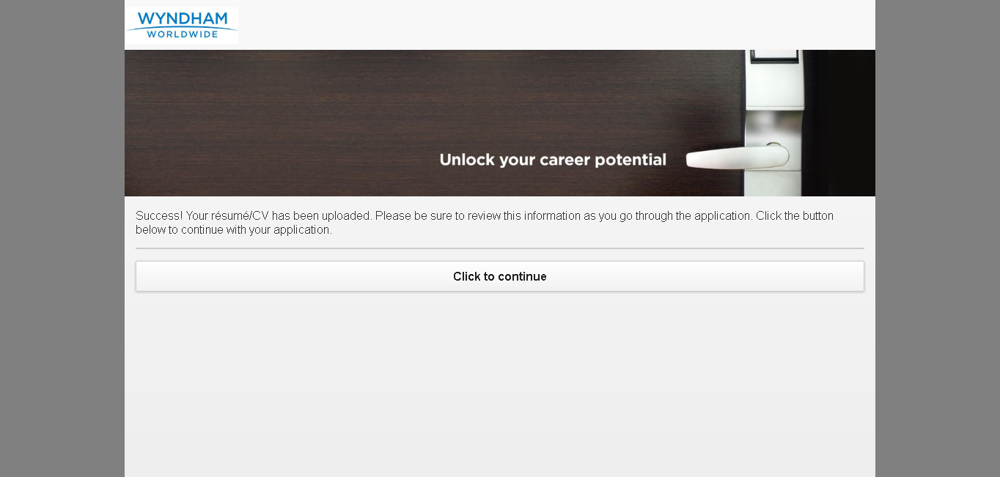 WYNDHAM
WORLDWIDE
Unlock your career potential
Success! Your résumé/CV has been uploaded. Please be sure to review this information as you go through the application. Click the button
below to continue with your application.
Click to continue